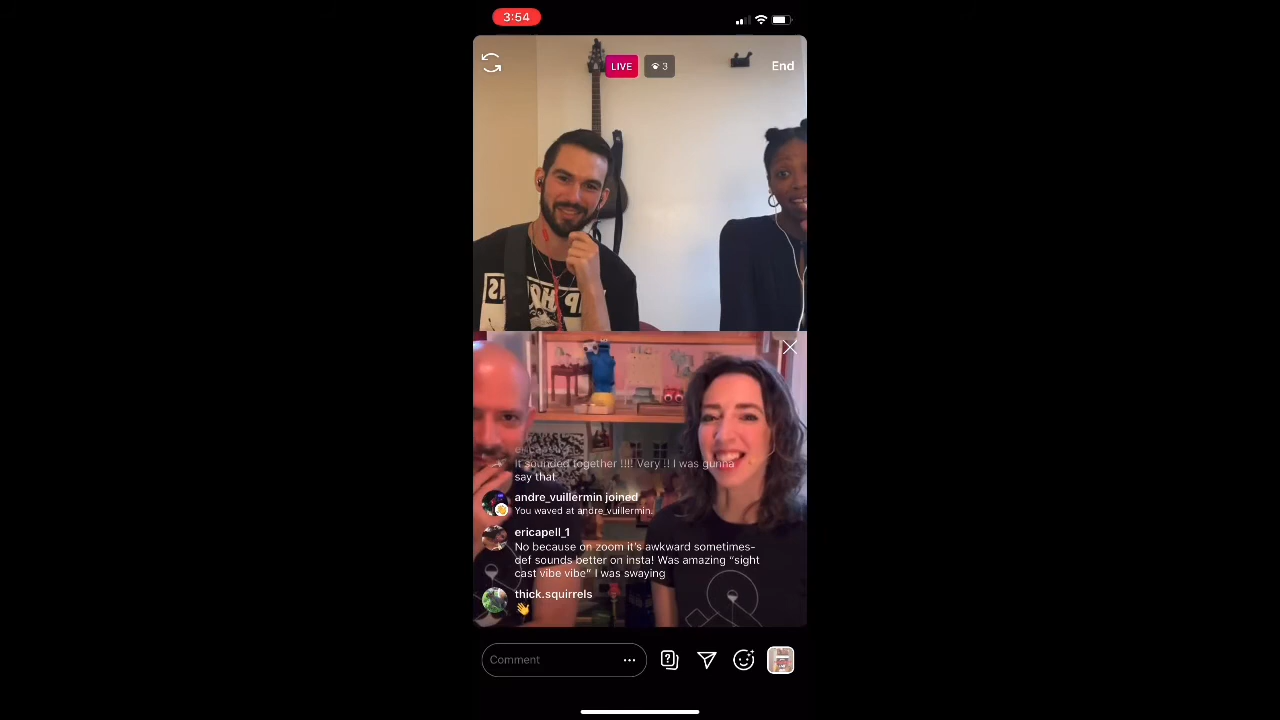 3:54
LIVE
3
End
It sounded together !!!! Very !! I was gunna
say that
andre_vuillermin joined
You waved at andre_vuillermin.
ericapell_1
No because on zoom it's awkward sometimes-
def sounds better on insta! Was amazing “sight
cast vibe vibe” I was swaying
thick.squirrels
👋
Comment